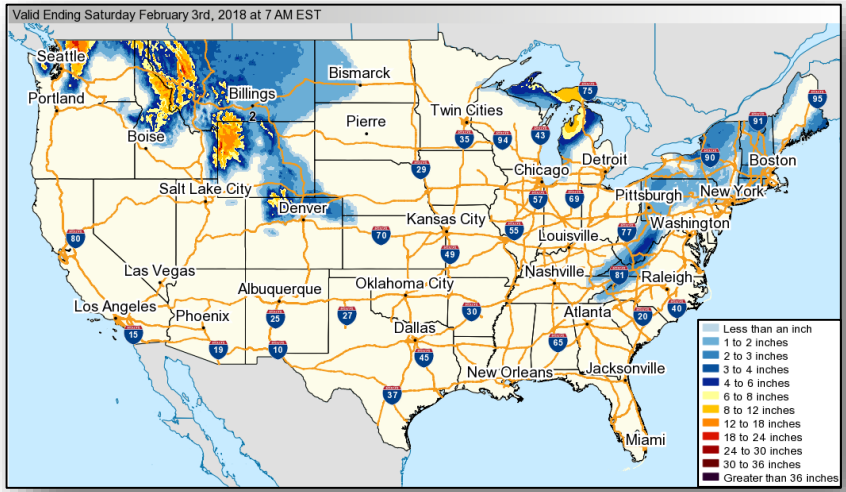 Valid Ending Saturday February 3rd, 2018 at 7 AM EST
Seattle
Portland
Boise
Billings
2
Bismarck
Pierre
Twin Cities
35
94
43
75
95
91
90
Boston
Detroit
Chicago
29
57
69
Salt Lake City
Denver
Pittsburgh
New York
Washington
77
80
70
Kansas City
49
55
Louisville
81
Raleigh
Las Vegas
Albuquerque
Oklahoma City
Nashville
Los Angeles
15
Phoenix
19
25
10
27
30
Dallas
45
37
Atlanta
65
20
40
New Orleans
Jacksonville
Miami
Less than an inch
1 to 2 inches
2 to 3 inches
3 to 4 inches
4 to 6 inches
6 to 8 inches
8 to 12 inches
12 to 18 inches
18 to 24 inches
24 to 30 inches
30 to 36 inches
Greater than 36 inches